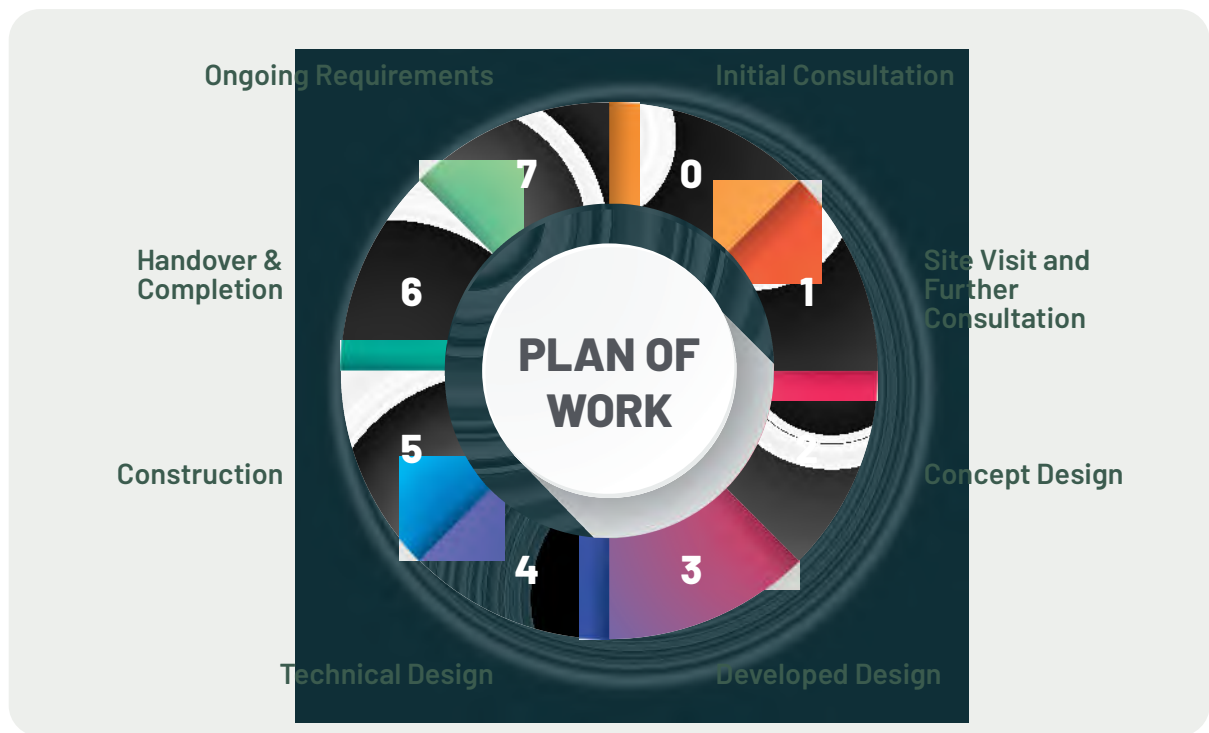 Ongoing Requirements
Initial Consultation
7
0
Handover &
Completion
6
1
Site Visit and
Further
Consultation
PLAN OF
WORK
5
2
Construction
Concept Design
4
3
Technical Design
Developed Design